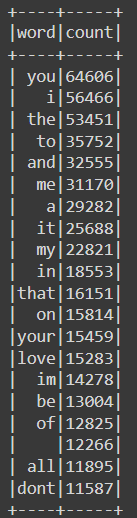 +----+-----+
|word|count|
+----+-----+
| you|64606|
|   i|56466|
| the|53451|
|  to|35752|
| and|32555|
|  me|31170|
|   a|29282|
|  it|25688|
|  my|22821|
|  in|18553|
|that|16151|
|  on|15814|
|your|15459|
|love|15283|
|  im|14278|
|  be|13004|
|  of|12825|
|    |12266|
| all|11895|
|dont|11587|
+----+-----+